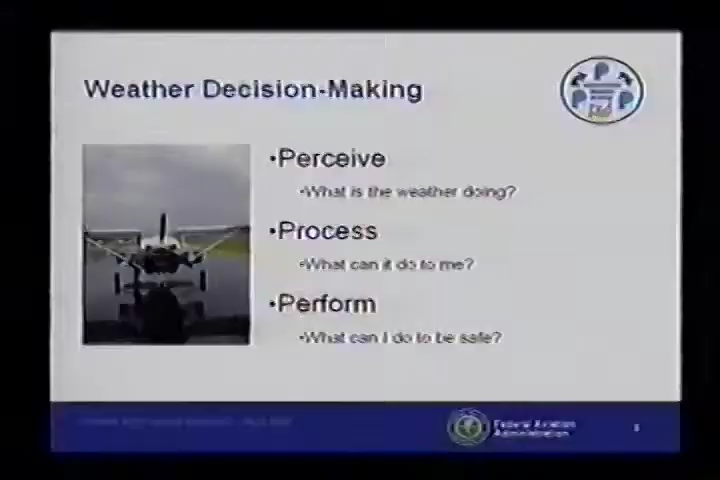 Weather Decision-Making
P
P P
•Perceive
•What is the weather doing?
•Process
•What can it do to me?
•Perform
•What can I do to be safe?
Federal Aviation
Administration